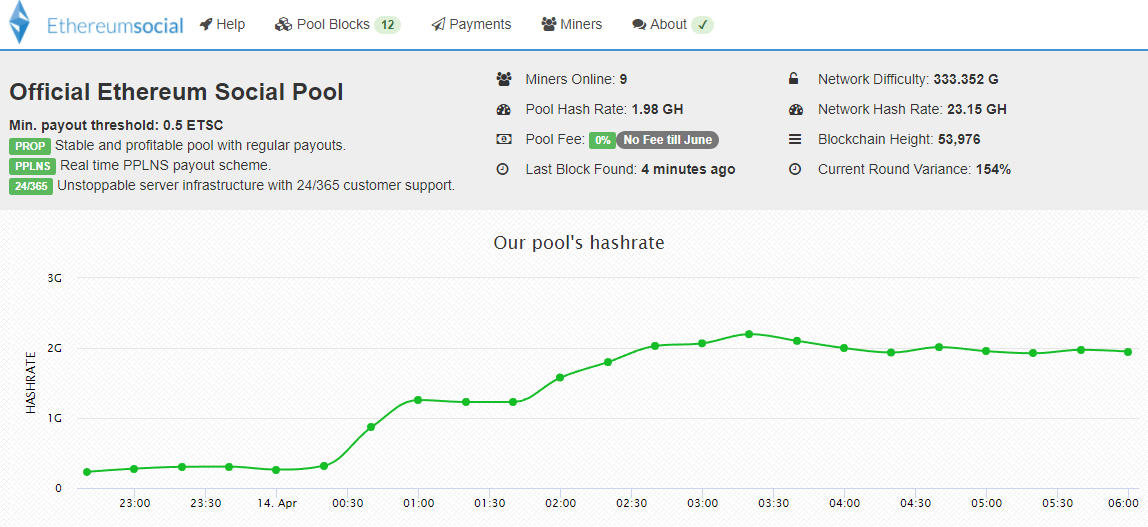 Ethereumsocial Help Pool Blocks 12 Payments Miners About ✓
Official Ethereum Social Pool
Min. payout threshold: 0.5 ETSC
PROP Stable and profitable pool with regular payouts.
PPLNS Real time PPLNS payout scheme.
24/365 Unstoppable server infrastructure with 24/365 customer support.
Miners Online: 9
Pool Hash Rate: 1.98 GH
Pool Fee: 0% No Fee till June
Last Block Found: 4 minutes ago
Network Difficulty: 333.352 G
Network Hash Rate: 23.15 GH
Blockchain Height: 53,976
Current Round Variance: 154%
Our pool's hashrate
HASHRATE
3G
2G
1G
0
23:00 23:30 14. Apr 00:30 01:00 01:30 02:00 02:30 03:00 03:30 04:00 04:30 05:00 05:30 06:00